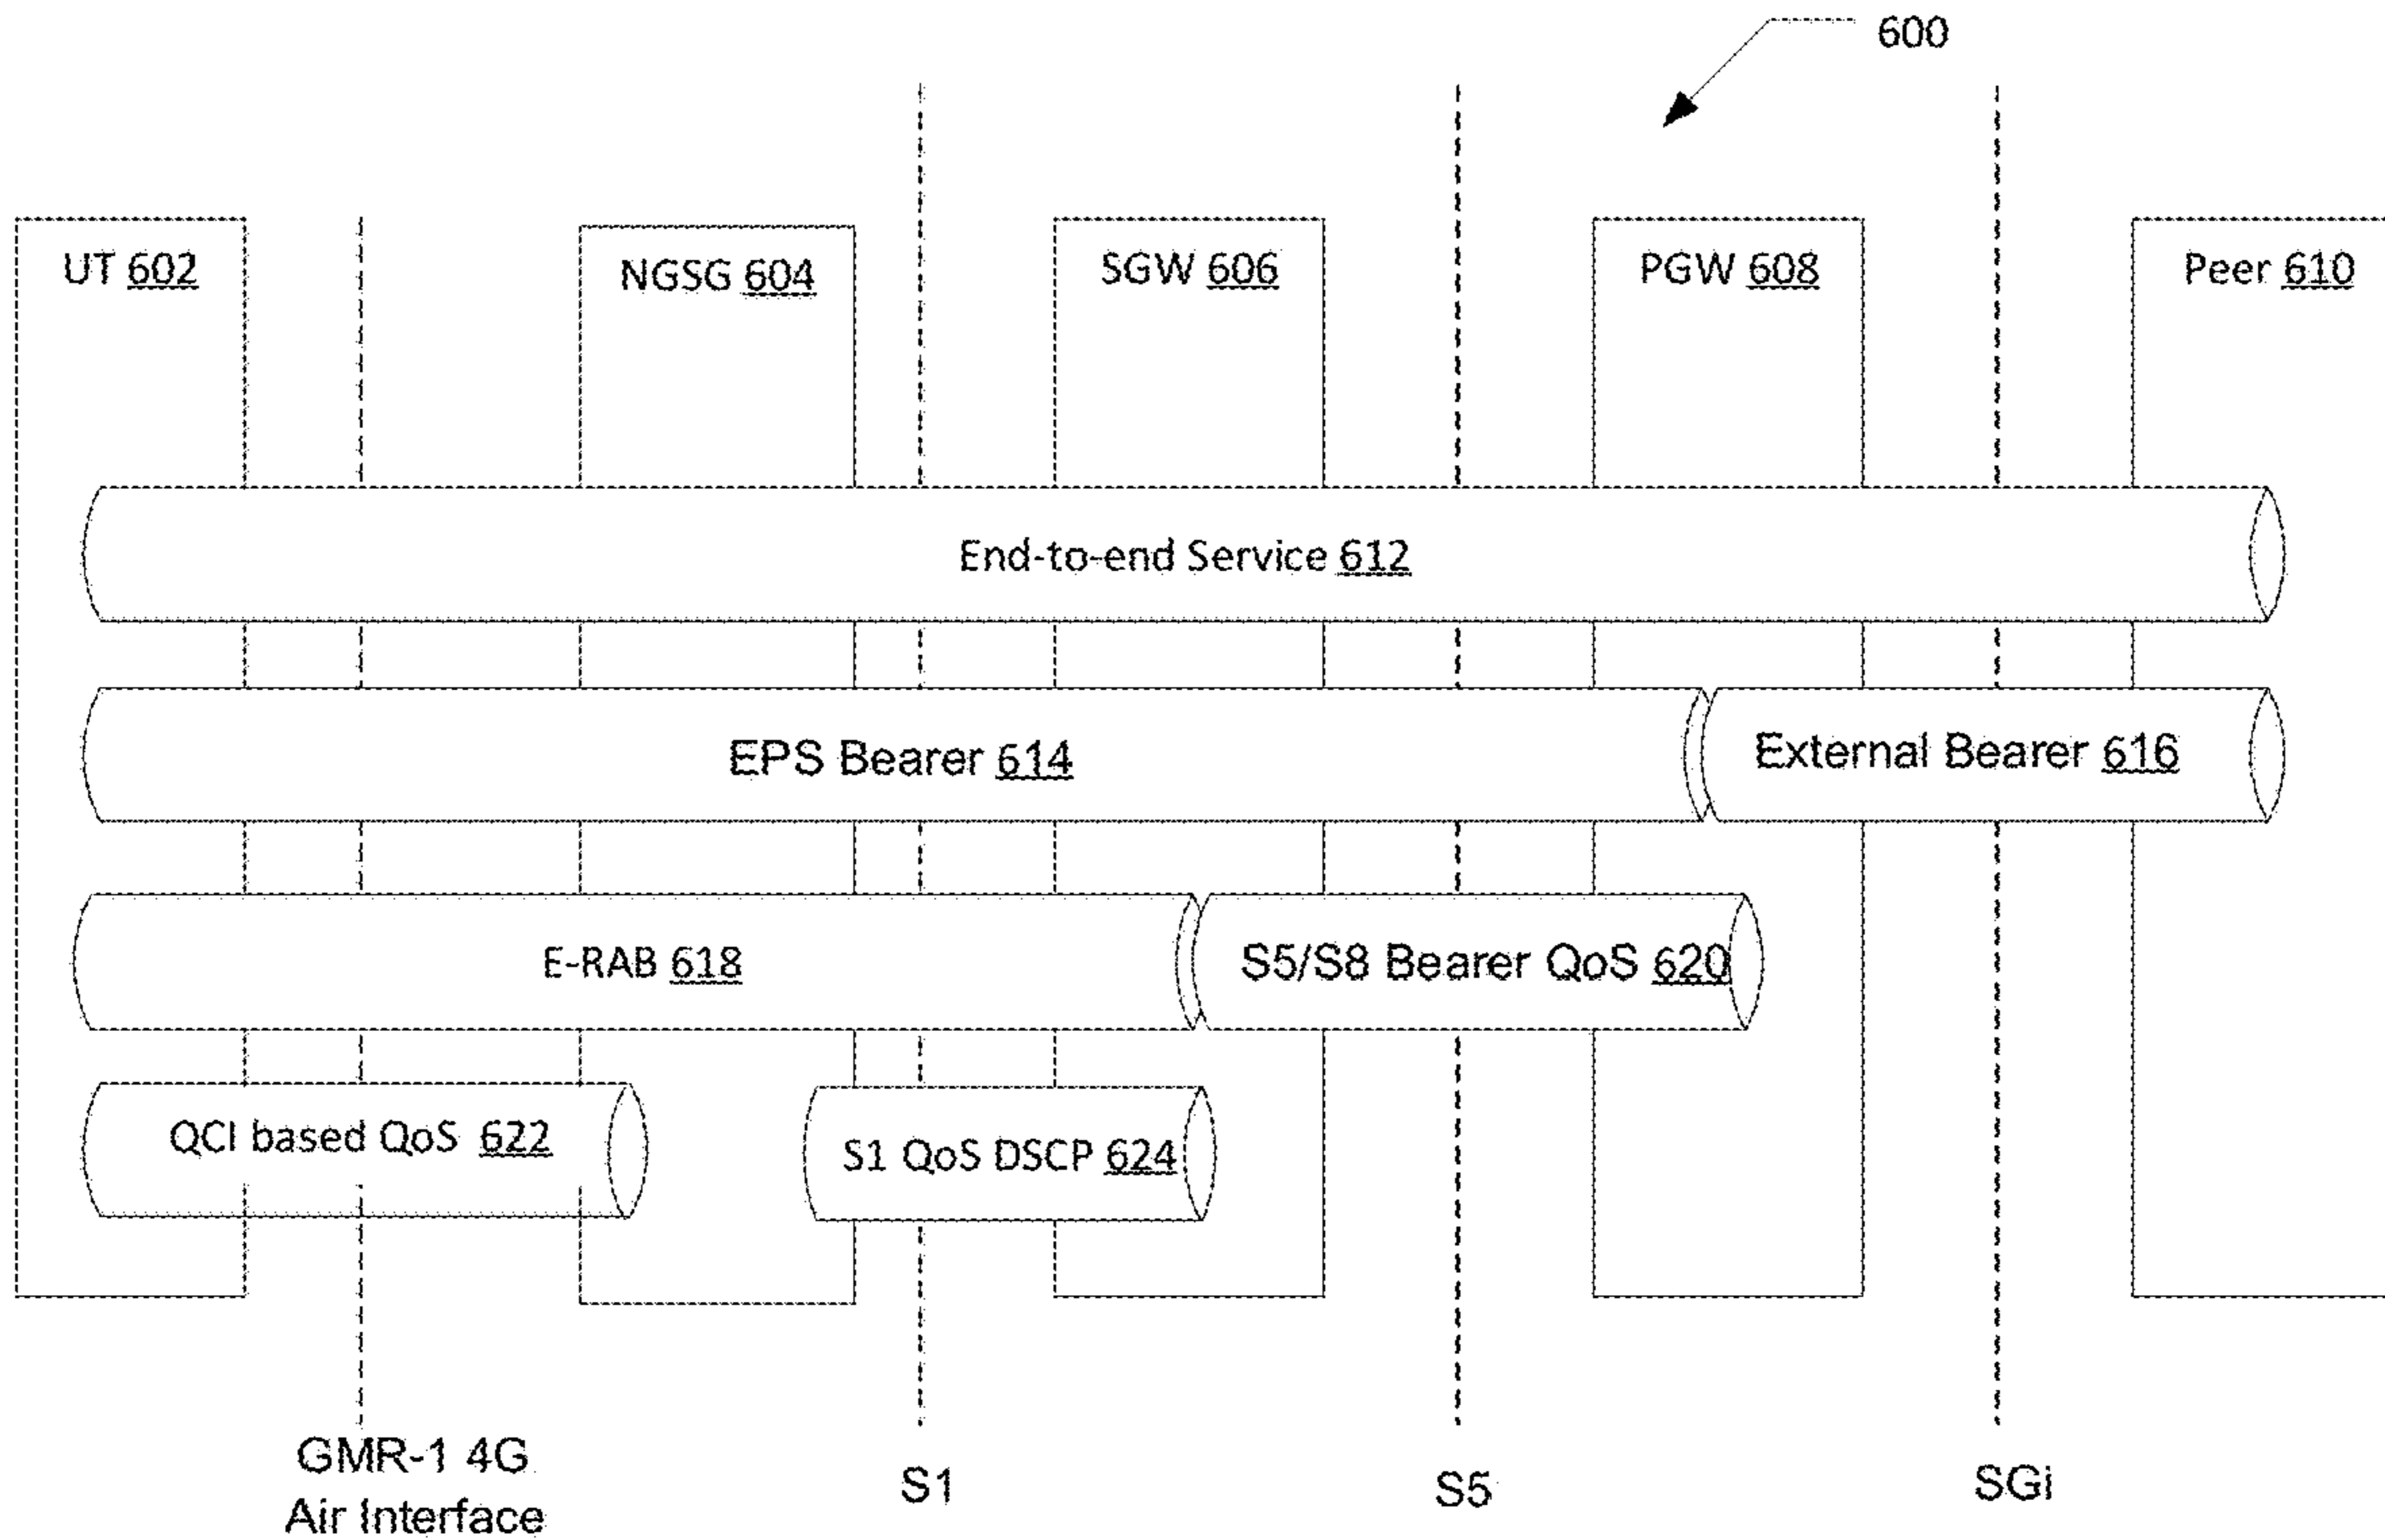 600
UT 602
NGSG 604
SGW 606
PGW 608
Peer 610
End-to-end Service 612
EPS Bearer 614
External Bearer 616
E-RAB 618
S5/S8 Bearer QoS 620
QCI based QoS 622
S1 QoS DSCP 624
GMR-1 4G
Air Interface
S1
S5
SGi